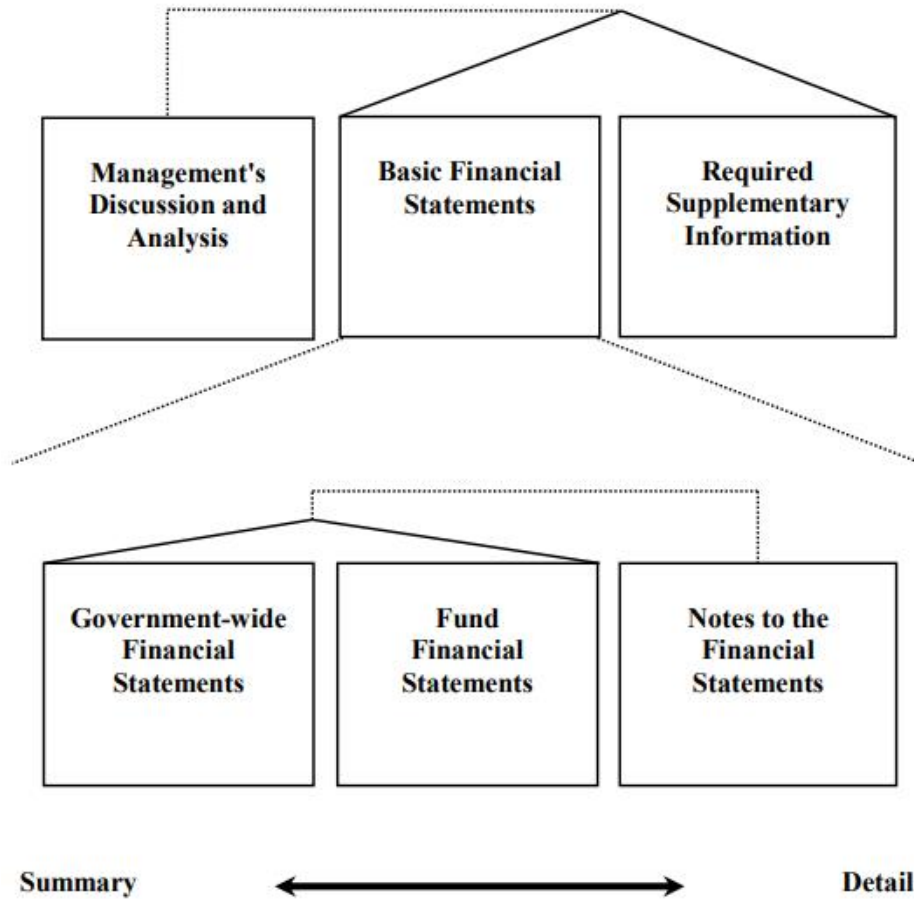 Management's
Discussion and
Analysis
Basic Financial
Statements
Required
Supplementary
Information
Government-wide
Financial
Statements
Fund
Financial
Statements
Notes to the
Financial
Statements
Summary
Detail